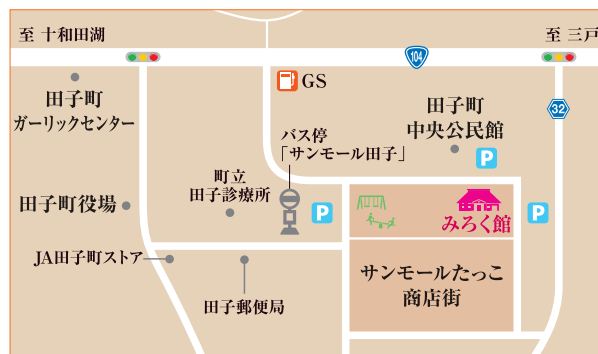 至 十和田湖
至 三戸
104
GS
32
田子町
ガーリックセンター
田子町
中央公民館
P
バス停
「サンモール田子」
町立
田子診療所
田子町役場
P
みろく館
P
JA田子町ストア
サンモールたっこ
商店街
田子郵便局